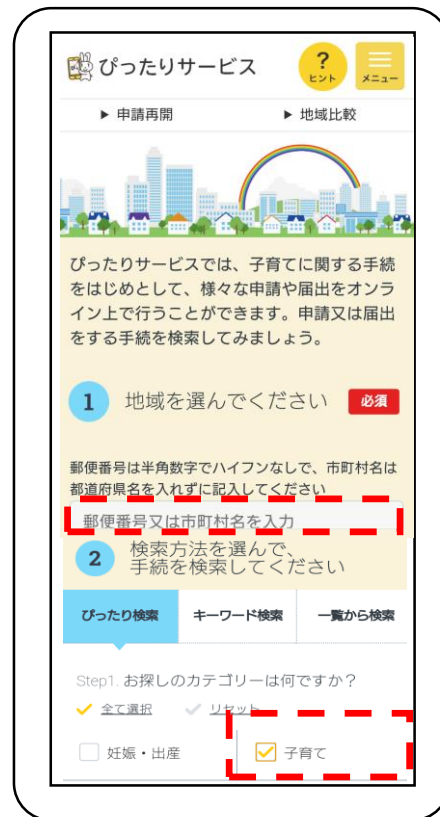 ぴったりサービス
?
ヒント
メニュー
▶ 申請再開
▶ 地域比較
ぴったりサービスでは、子育てに関する手続
をはじめとして、様々な申請や届出をオンラ
イン上で行うことができます。申請又は届出
をする手続を検索してみましょう。
1 地域を選んでください 必須
郵便番号は半角数字でハイフンなしで、市町村名は
都道府県名を入れずに記入してください
郵便番号又は市町村名を入力
2 検索方法を選んで、
手続を検索してください
ぴったり検索 キーワード検索 一覧から検索
Step1. お探しのカテゴリーは何ですか？
全て選択 リセット
妊娠・出産 子育て